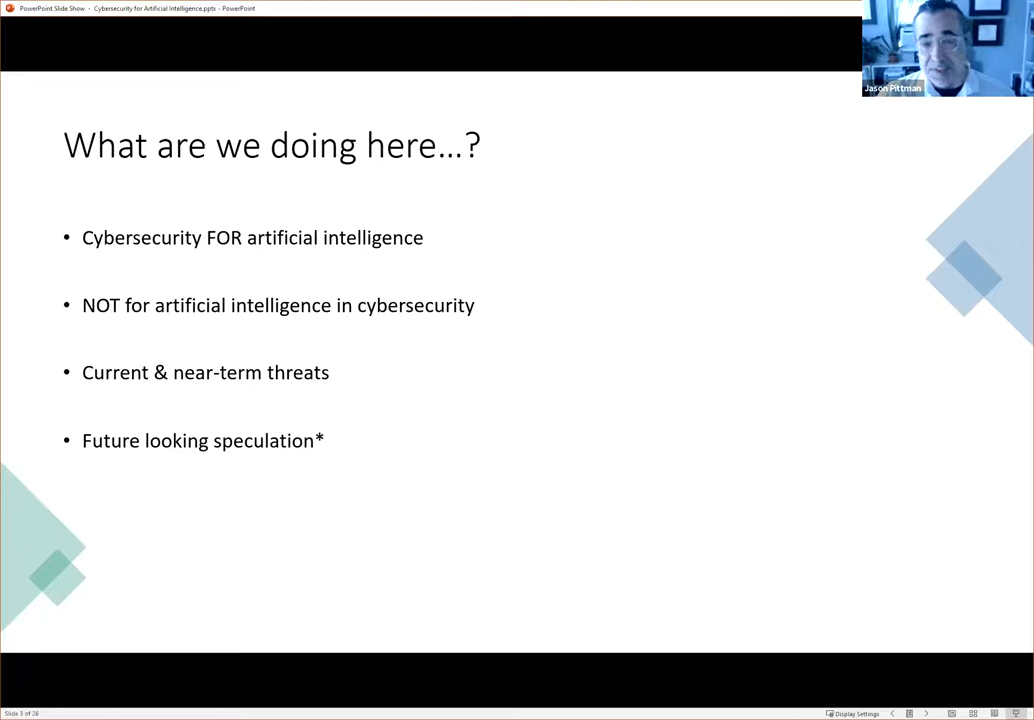 PowerPoint Slide Show - Cybersecurity for Artificial Intelligence.pptx - PowerPoint
Jason Pittman
What are we doing here...?
• Cybersecurity FOR artificial intelligence
• NOT for artificial intelligence in cybersecurity
• Current & near-term threats
• Future looking speculation*
Slide 3 of 26
Display Settings